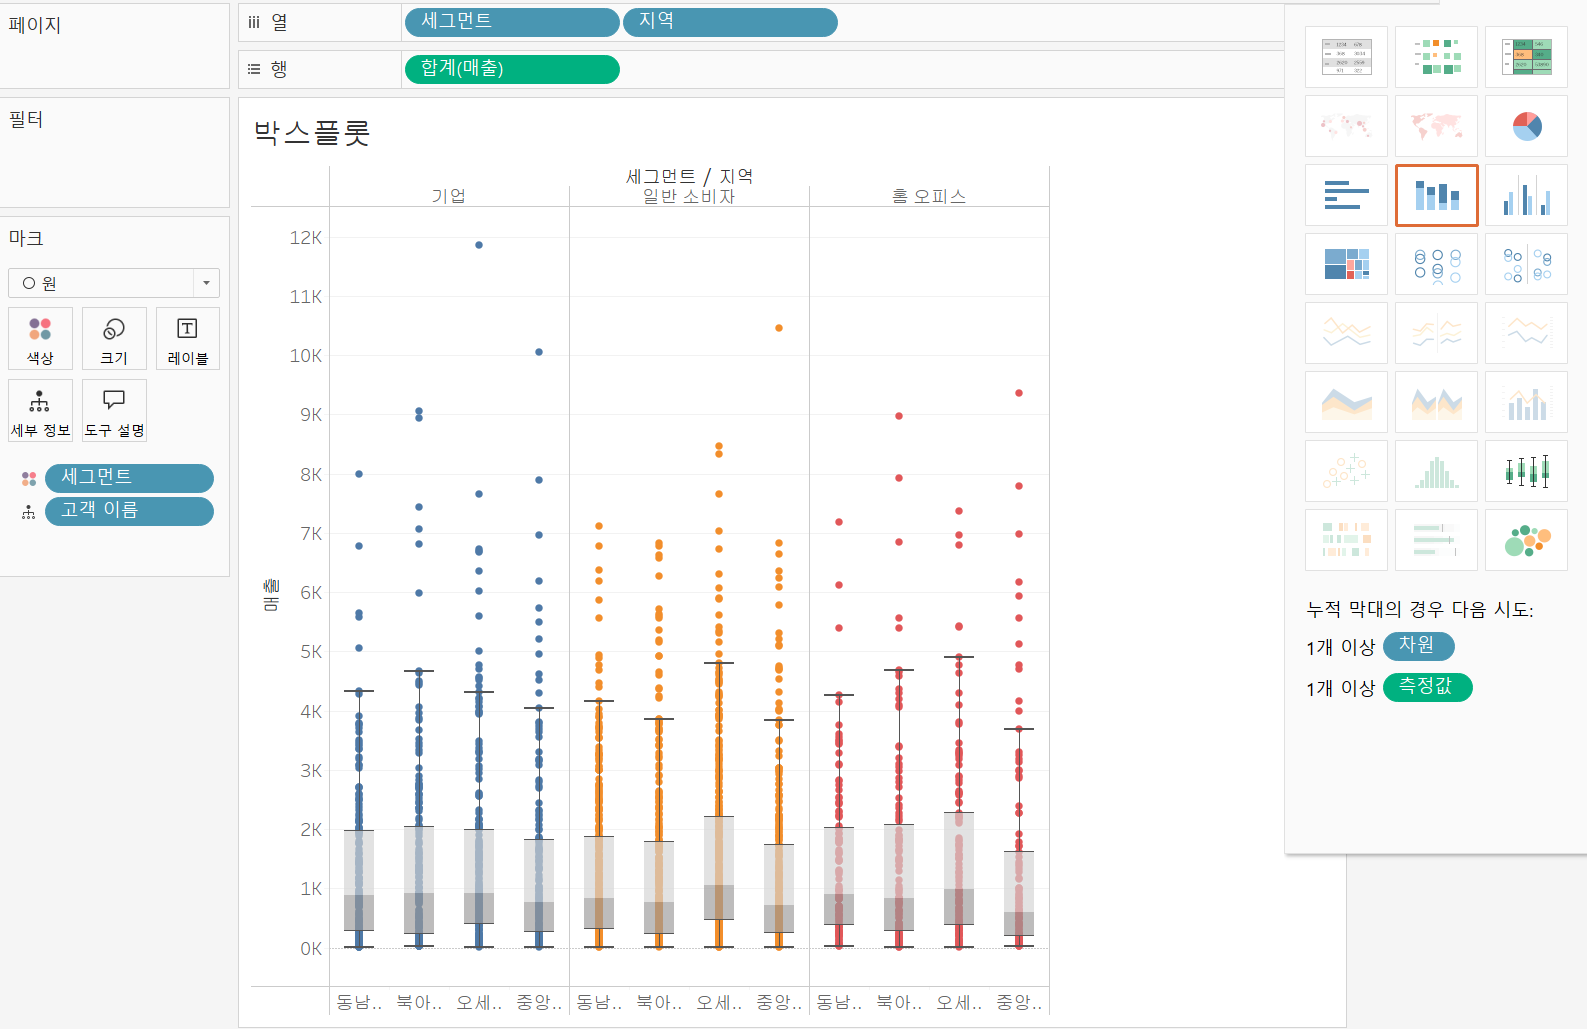 페이지
열
세그먼트
지역
행
합계(매출)
필터
마크
원
색상
크기
레이블
세부 정보
도구 설명
세그먼트
고객 이름
박스플롯
세그먼트 / 지역
기업
일반 소비자
홈 오피스
매출
12K
11K
10K
9K
8K
7K
6K
5K
4K
3K
2K
1K
0K
동남..
북아..
오세..
중앙..
동남..
북아..
오세..
중앙..
동남..
북아..
오세..
중앙..
누적 막대의 경우 다음 시도:
1개 이상 차원
1개 이상 측정값